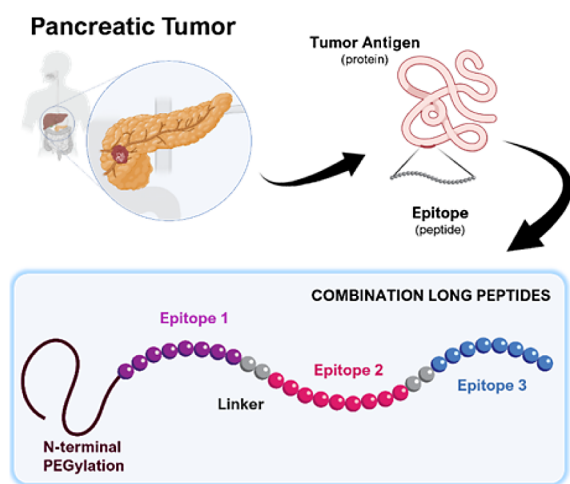 Pancreatic Tumor
Tumor Antigen
(protein)
Epitope
(peptide)
COMBINATION LONG PEPTIDES
Epitope 1
Epitope 2
Epitope 3
Linker
N-terminal
PEGylation